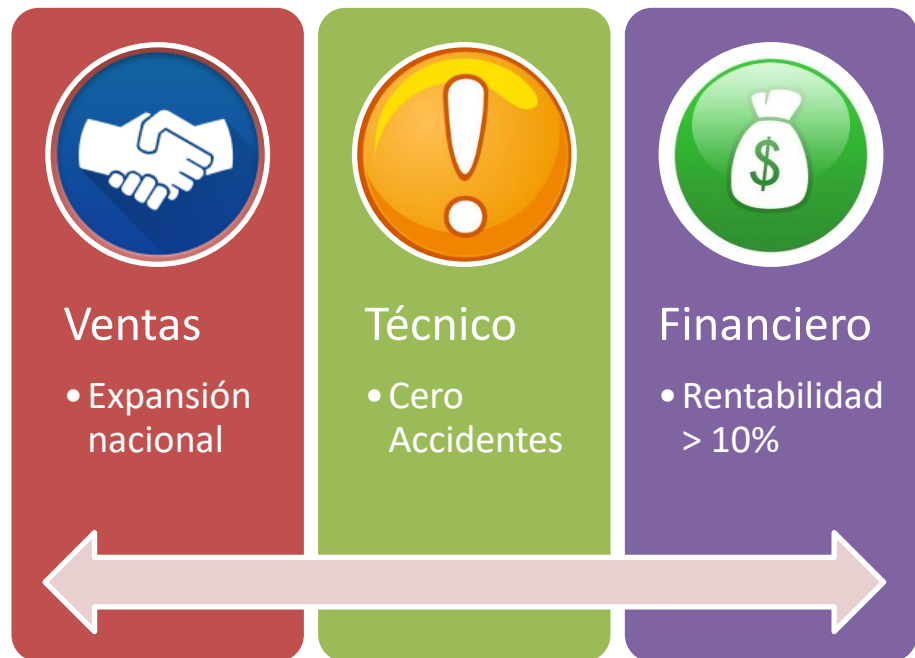 $
Ventas
• Expansión
nacional
Técnico
• Cero
Accidentes
Financiero
• Rentabilidad
> 10%